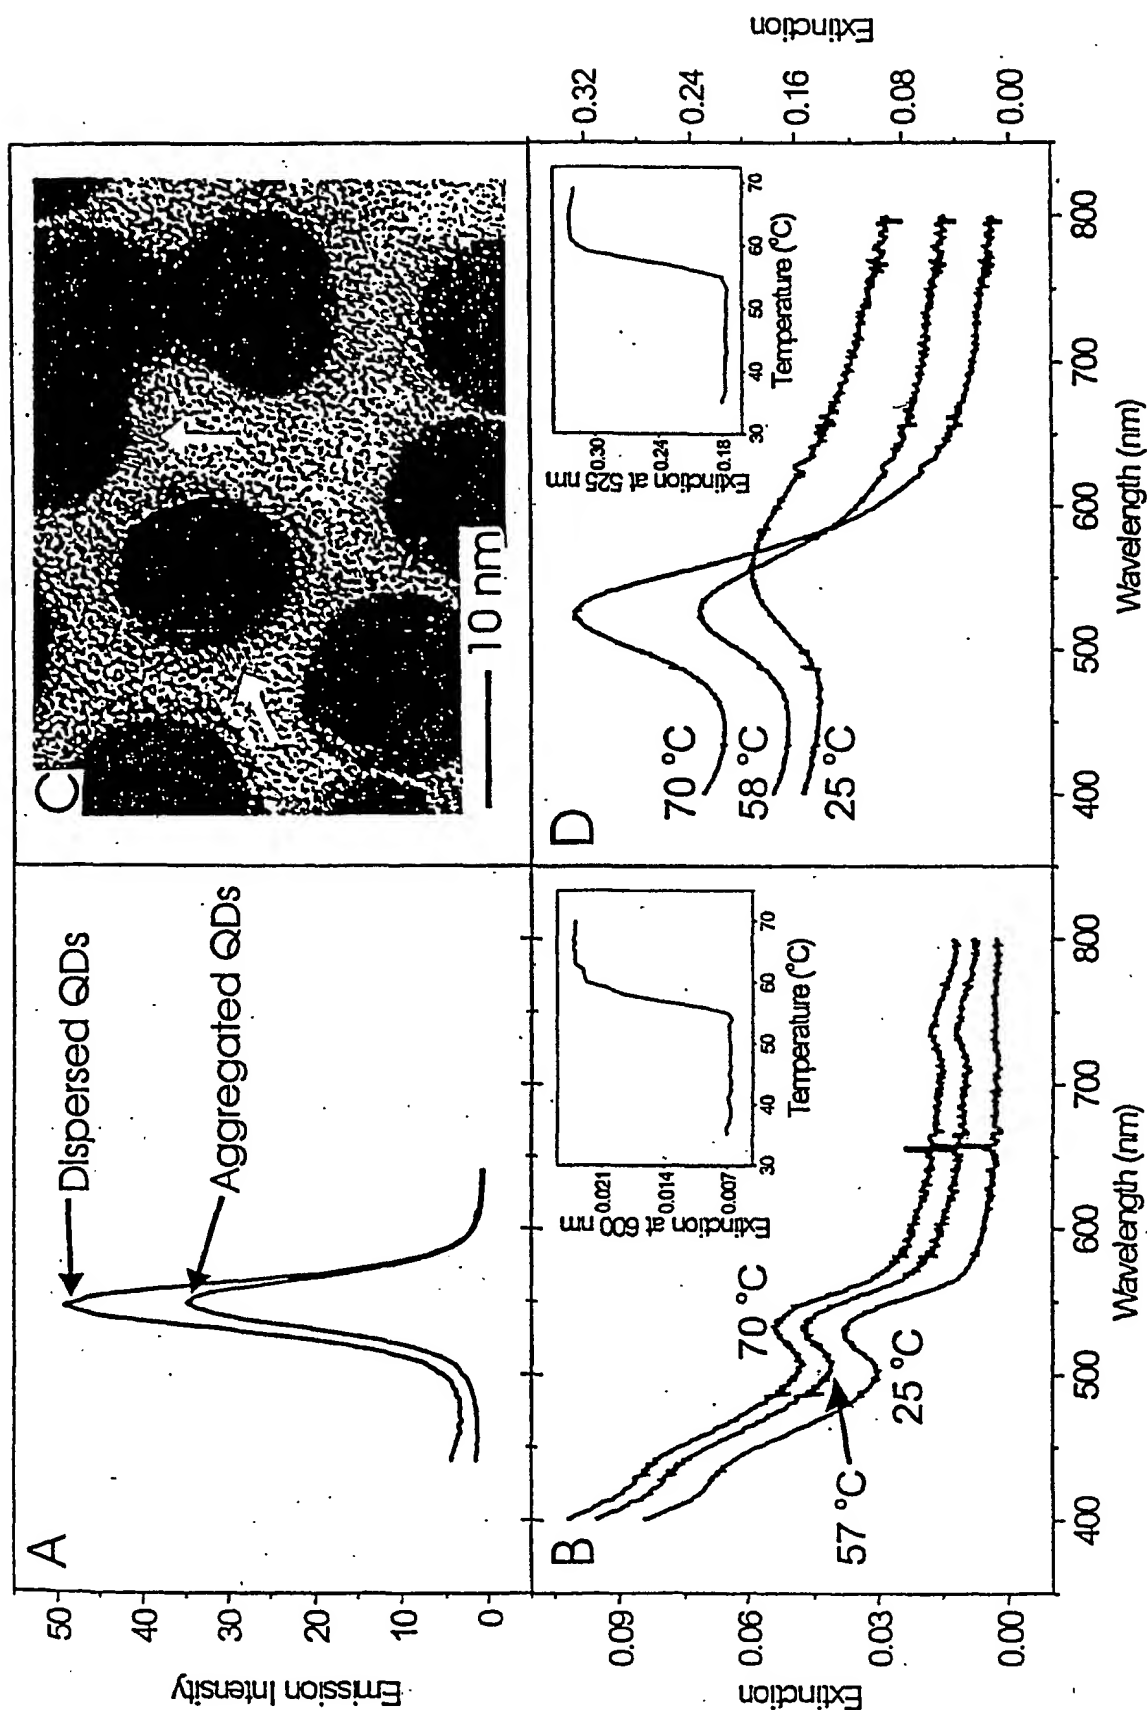 A
Emission Intensity
50
40
30
20
10
0
Dispersed QDs
Aggregated QDs
C
10 nm
B
Extinction
0.09
0.06
0.03
0.00
70 °C
57 °C
25 °C
400
500
600
700
800
Wavelength (nm)
Extinction at 600 nm
0.021
0.014
0.007
30
40
50
60
70
Temperature (°C)
D
70 °C
58 °C
25 °C
400
500
600
700
800
Wavelength (nm)
Extinction
0.32
0.24
0.16
0.08
0.00
Extinction at 525 nm
0.30
0.24
0.18
30
40
50
60
70
Temperature (°C)